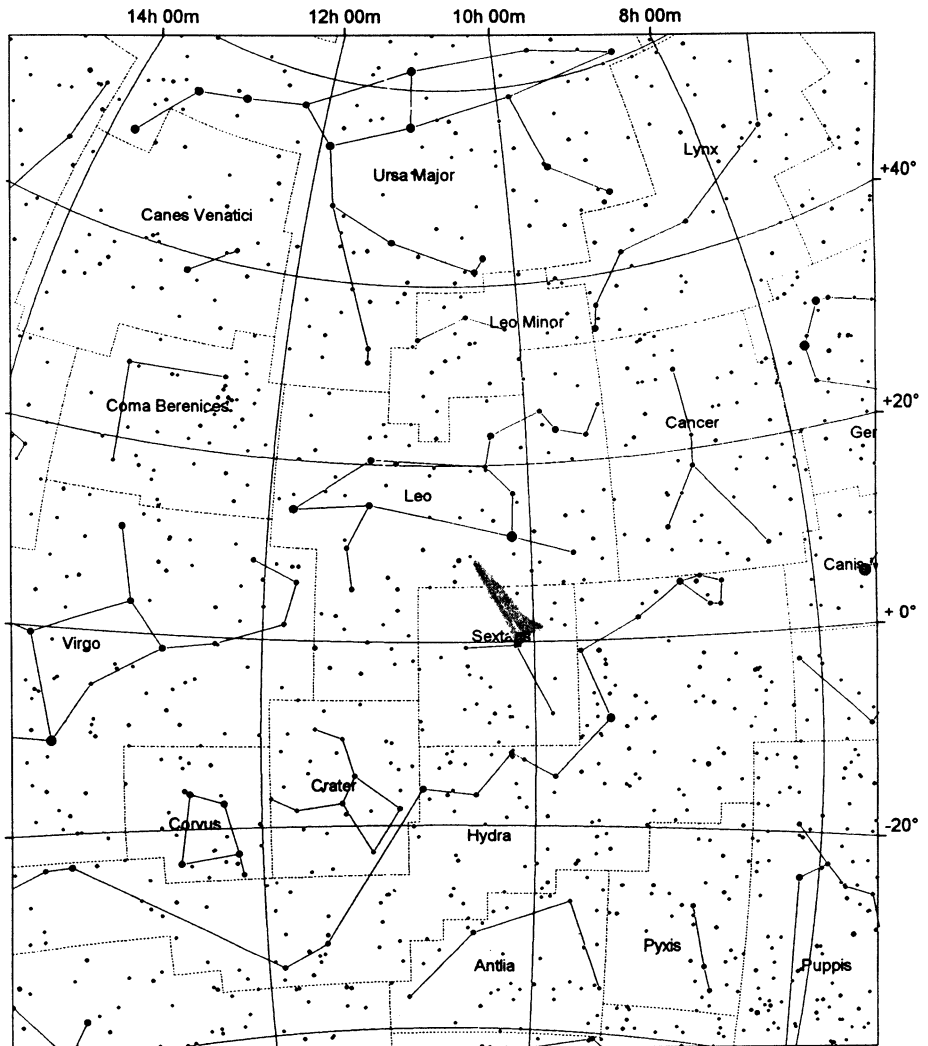 14h 00m 12h 00m 10h 00m 8h 00m
Lynx
+40°
Ursa Major
Canes Venatici
Leo Minor
+20°
Coma Berenices
Cancer
Ger
Leo
Canis
+ 0°
Virgo
Sextans
Crater
Corvus
Hydra
-20°
Antlia
Pyxis
Puppis